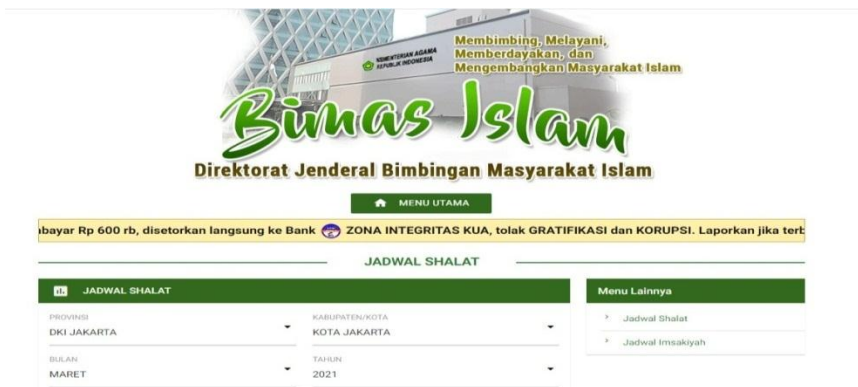 Membimbing, Melayani,
Memberdayakan, dan
Mengembangkan Masyarakat Islam
KEMENTERIAN AGAMA
REPUBLIK INDONESIA
Bimas Islam
Direktorat Jenderal Bimbingan Masyarakat Islam
MENU UTAMA
bayar Rp 600 rb, disetorkan langsung ke Bank ZONA INTEGRITAS KUA, tolak GRATIFIKASI dan KORUPSI. Laporkan jika terb
JADWAL SHALAT
JADWAL SHALAT
Menu Lainnya
PROVINSI
DKI JAKARTA
KABUPATEN/KOTA
KOTA JAKARTA
Jadwal Shalat
Jadwal Imsakiyah
BULAN
MARET
TAHUN
2021